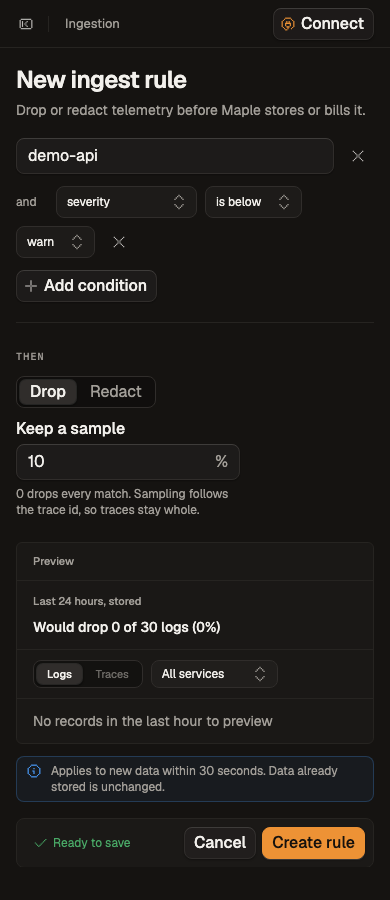 Ingestion
Connect
New ingest rule
Drop or redact telemetry before Maple stores or bills it.
demo-api
and severity is below
warn
Add condition
THEN
Drop Redact
Keep a sample
10 %
0 drops every match. Sampling follows
the trace id, so traces stay whole.
Preview
Last 24 hours, stored
Would drop 0 of 30 logs (0%)
Logs Traces All services
No records in the last hour to preview
Applies to new data within 30 seconds. Data already
stored is unchanged.
Ready to save Cancel Create rule